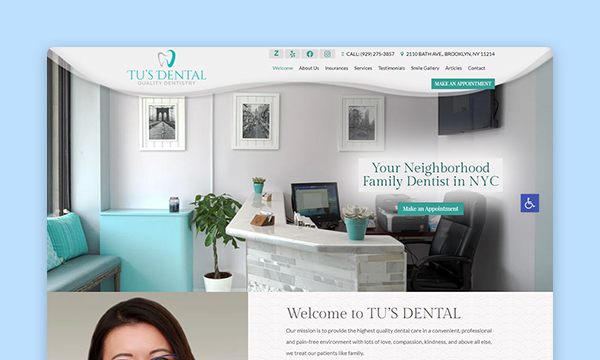 TU'S DENTAL
QUALITY DENTISTRY
Z
CALL: (929) 275-3857
2110 BATH AVE., BROOKLYN, NY 11214
Welcome About Us Insurances Services Testimonials Smile Gallery Articles Contact
MAKE AN APPOINTMENT
Your Neighborhood
Family Dentist in NYC
Make an Appointment
Welcome to TU'S DENTAL
Our mission is to provide the highest quality dental care in a convenient, professional
and pain-free environment with lots of love, compassion, kindness, and above all else,
we treat our patients like family.